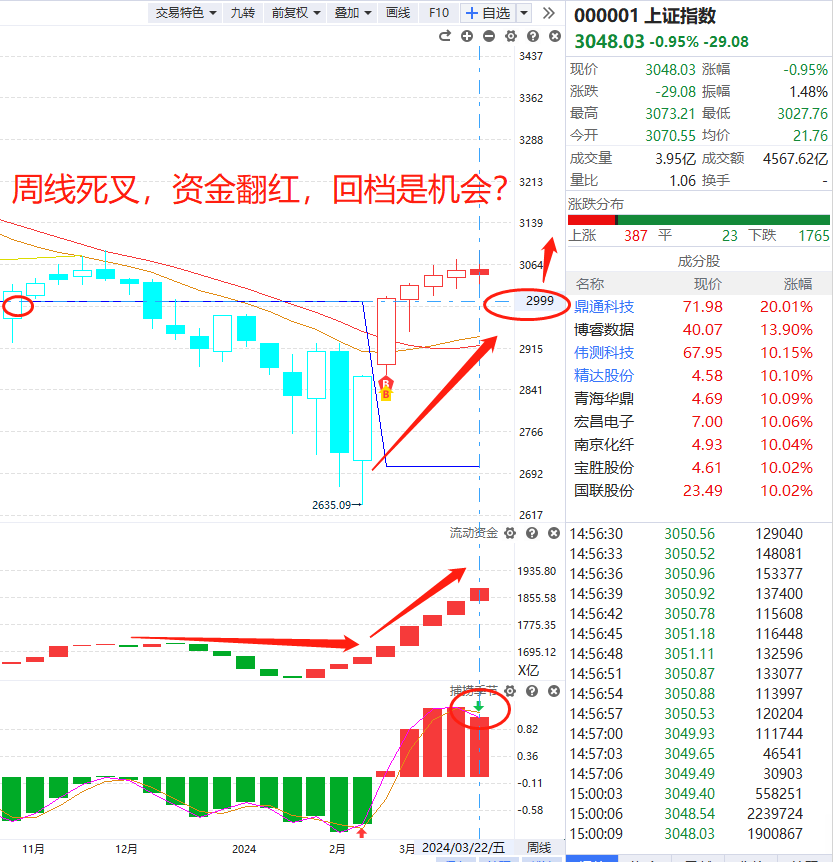 交易特色 九转 前复权 叠加 画线 F10 +自选
000001 上证指数
3048.03 -0.95% -29.08
现价 3048.03 涨幅 -0.95%
涨跌 -29.08 振幅 1.48%
最高 3073.21 最低 3027.76
今开 3070.55 均价 21.76
成交量 3.95亿 成交额 4567.62亿
量比 1.06 换手 -
涨跌分布
上涨 387 平 23 下跌 1765
成分股
名称 现价 涨幅
鼎通科技 71.98 20.01%
博睿数据 40.07 13.90%
伟测科技 67.95 10.15%
精达股份 4.58 10.10%
青海华鼎 4.69 10.09%
宏昌电子 7.00 10.06%
南京化纤 4.93 10.04%
宝胜股份 4.61 10.02%
国联股份 23.49 10.02%
14:56:30 3050.56 129040
14:56:33 3050.52 148081
14:56:36 3050.96 153377
14:56:39 3050.92 137400
14:56:42 3050.78 115608
14:56:45 3051.18 116448
14:56:48 3051.11 132596
14:56:51 3050.87 133077
14:56:54 3050.88 113997
14:56:57 3050.53 120204
14:57:00 3049.93 111744
14:57:03 3049.65 46541
14:57:06 3049.49 30903
15:00:03 3049.40 558251
15:00:06 3048.54 2239724
15:00:09 3048.03 1900867
3437
3362
3288
3213
3139
3064
2999
2915
2841
2766
2692
2617
周线死叉，资金翻红，回档是机会？
B
B
2635.09
流动资金
1935.80
1855.58
1775.35
1695.12
X亿
捕捞季节
0.82
0.36
-0.11
-0.58
11月 12月 2024 2月 3月 2024/03/22/五 周线